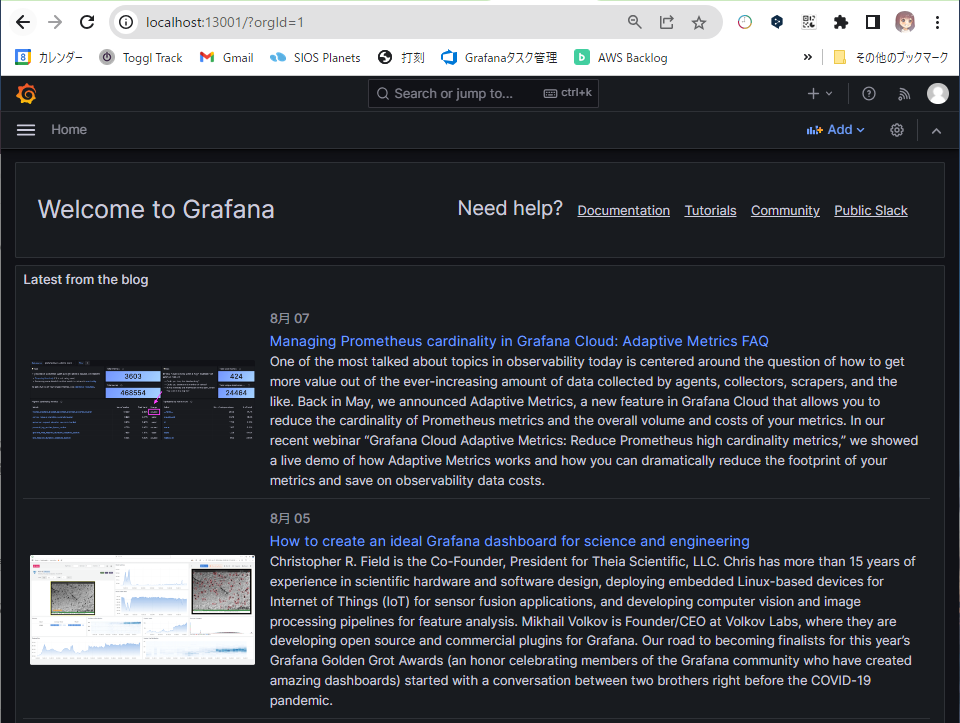 localhost:13001/?orgId=1
カレンダー Toggl Track Gmail SIOS Planets 打刻 Grafanaタスク管理 AWS Backlog » その他のブックマーク
Search or jump to... ctrl+k
Home Add
Welcome to Grafana Need help? Documentation Tutorials Community Public Slack
Latest from the blog
8月 07
Managing Prometheus cardinality in Grafana Cloud: Adaptive Metrics FAQ
One of the most talked about topics in observability today is centered around the question of how to get
more value out of the ever-increasing amount of data collected by agents, collectors, scrapers, and the
like. Back in May, we announced Adaptive Metrics, a new feature in Grafana Cloud that allows you to
reduce the cardinality of Prometheus metrics and the overall volume and costs of your metrics. In our
recent webinar “Grafana Cloud Adaptive Metrics: Reduce Prometheus high cardinality metrics,” we showed
a live demo of how Adaptive Metrics works and how you can dramatically reduce the footprint of your
metrics and save on observability data costs.
3603 424
468554 24464
8月 05
How to create an ideal Grafana dashboard for science and engineering
Christopher R. Field is the Co-Founder, President for Theia Scientific, LLC. Chris has more than 15 years of
experience in scientific hardware and software design, deploying embedded Linux-based devices for
Internet of Things (IoT) for sensor fusion applications, and developing computer vision and image
processing pipelines for feature analysis. Mikhail Volkov is Founder/CEO at Volkov Labs, where they are
developing open source and commercial plugins for Grafana. Our road to becoming finalists for this year’s
Grafana Golden Grot Awards (an honor celebrating members of the Grafana community who have created
amazing dashboards) started with a conversation between two brothers right before the COVID-19
pandemic.